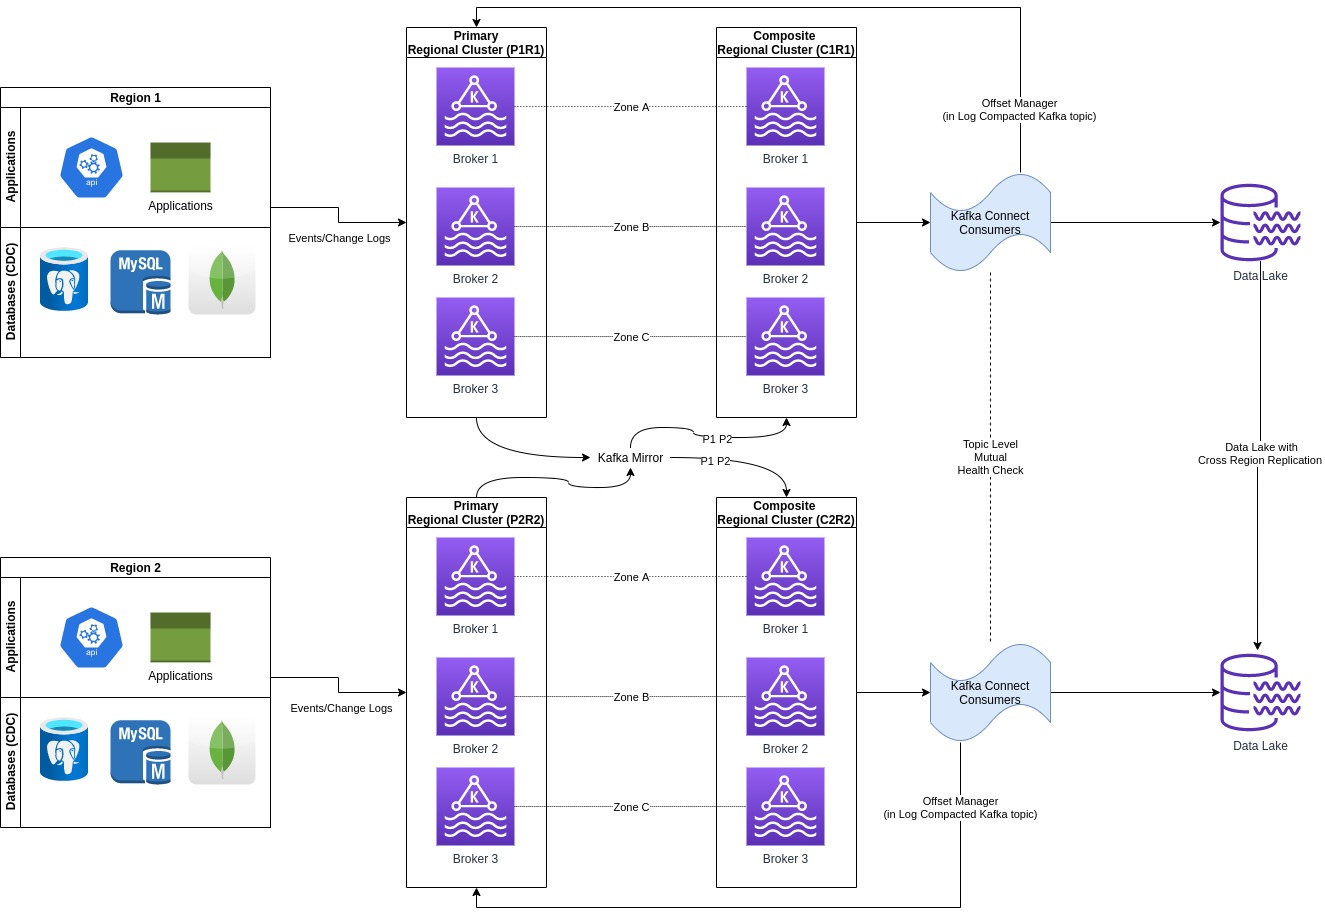 Primary
Regional Cluster (P1R1)
Composite
Regional Cluster (C1R1)
Region 1
Applications
api
Applications
Databases (CDC)
MySQL
M
Events/Change Logs
K
Broker 1
K
Broker 2
K
Broker 3
Zone A
Zone B
Zone C
K
Broker 1
K
Broker 2
K
Broker 3
Offset Manager
(in Log Compacted Kafka topic)
Kafka Connect
Consumers
Data Lake
Kafka Mirror
P1 P2
P1 P2
Topic Level
Mutual
Health Check
Data Lake with
Cross Region Replication
Primary
Regional Cluster (P2R2)
Composite
Regional Cluster (C2R2)
Region 2
Applications
api
Applications
Databases (CDC)
MySQL
M
Events/Change Logs
K
Broker 1
K
Broker 2
K
Broker 3
Zone A
Zone B
Zone C
K
Broker 1
K
Broker 2
K
Broker 3
Kafka Connect
Consumers
Data Lake
Offset Manager
(in Log Compacted Kafka topic)